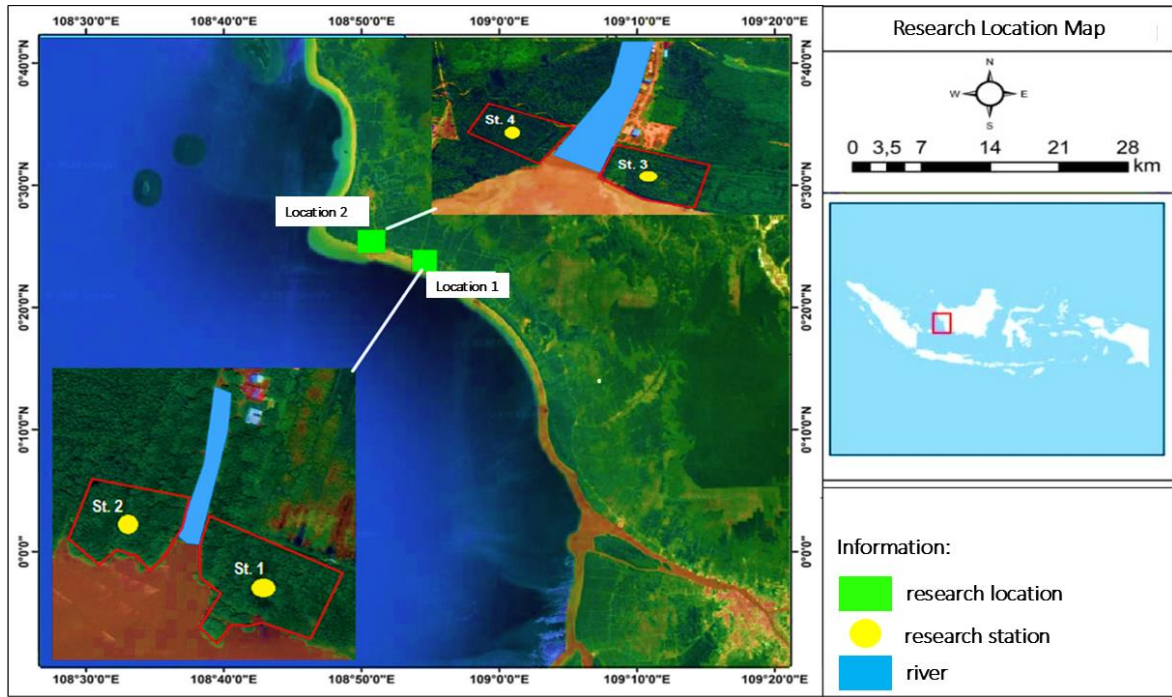 108°30'0"E 108°40'0"E 108°50'0"E 109°0'0"E 109°10'0"E 109°20'0"E
0°40'0"N
0°30'0"N
0°20'0"N
0°10'0"N
0°0'0"
0°40'0"N
0°30'0"N
0°20'0"N
0°10'0"N
0°0'0"
St. 4
St. 3
Location 2
Location 1
St. 2
St. 1
108°30'0"E 108°40'0"E 108°50'0"E 109°0'0"E 109°10'0"E 109°20'0"E
Research Location Map
N
W E
S
0 3,5 7 14 21 28
km
Information:
research location
research station
river